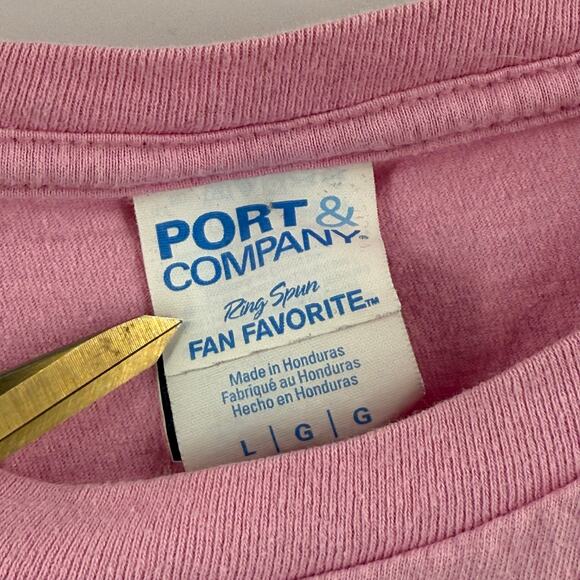 PORT &
COMPANY
Ring Spun
FAN FAVORITE™
Made in Honduras
Fabriqué au Honduras
Hecho en Honduras
L | G | G